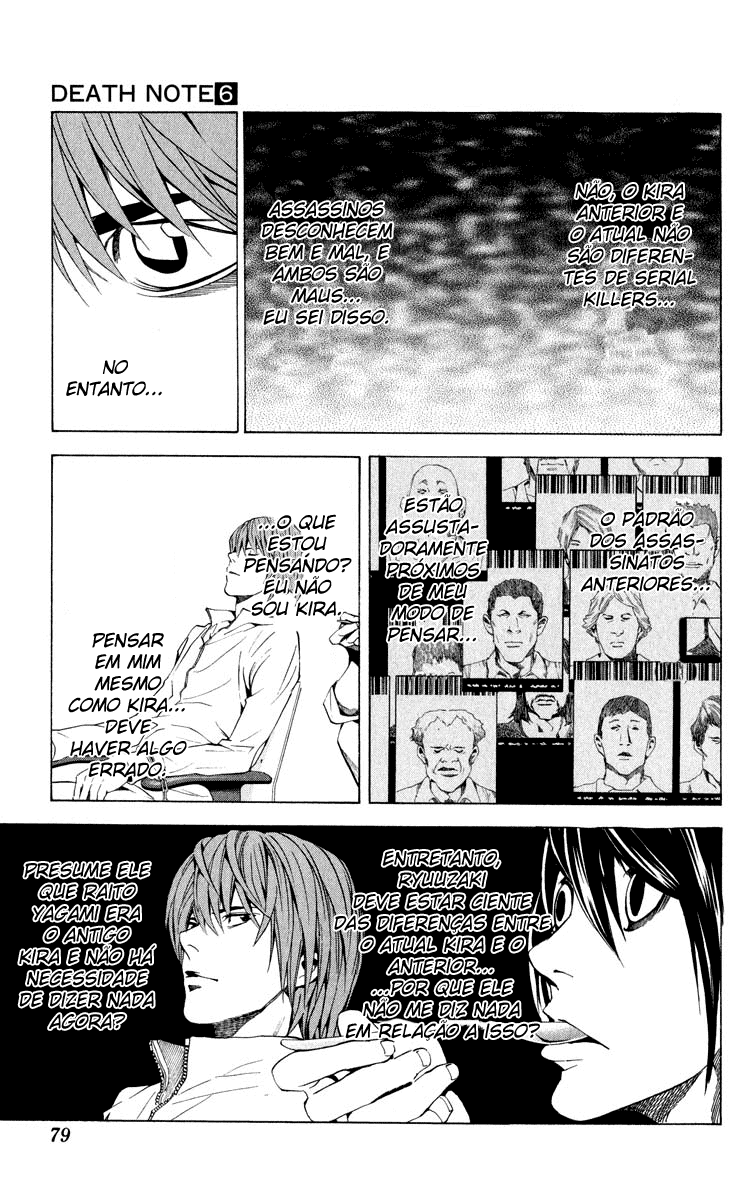 DEATH NOTE 6
NÃO, O KIRA
ANTERIOR E
O ATUAL NÃO
SÃO DIFEREN-
TES DE SERIAL
KILLERS...
ASSASSINOS
DESCONHECEM
BEM E MAL, E
AMBOS SÃO
MAUS...
EU SEI DISSO.
NO
ENTANTO...
O PADRÃO
DOS ASSAS-
SINATOS
ANTERIORES...
ESTÃO
ASSUSTA-
DORAMENTE
PRÓXIMOS
DE MEU
MODO DE
PENSAR...
...O QUE
ESTOU
PENSANDO?
EU NÃO
SOU KIRA.
PENSAR
EM MIM
MESMO
COMO KIRA...
DEVE
HAVER ALGO
ERRADO.
ENTRETANTO,
RYUUZAKI
DEVE ESTAR CIENTE
DAS DIFERENÇAS ENTRE
O ATUAL KIRA E O
ANTERIOR...
...POR QUE ELE
NÃO ME DIZ NADA
EM RELAÇÃO A ISSO?
PRESUME ELE
QUE RAITO
YAGAMI ERA
O ANTIGO
KIRA E NÃO HÁ
NECESSIDADE
DE DIZER NADA
AGORA?
79